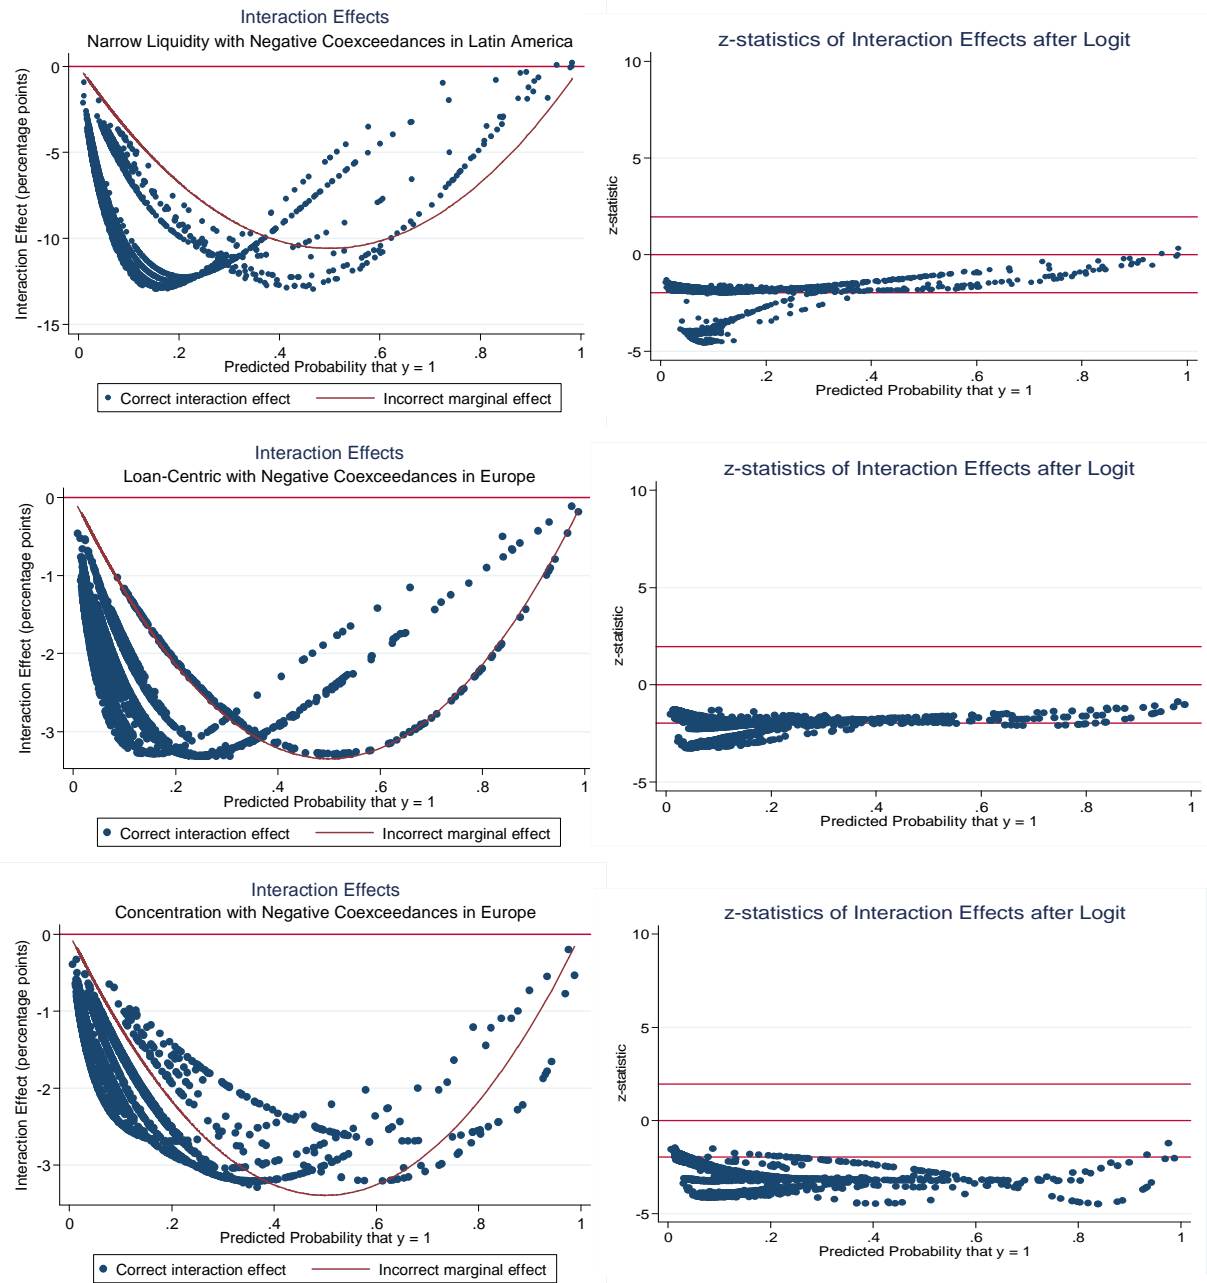 Interaction Effects
Narrow Liquidity with Negative Coexceedances in Latin America
Interaction Effect (percentage points)
0
-5
-10
-15
0 .2 .4 .6 .8 1
Predicted Probability that y = 1
Correct interaction effect Incorrect marginal effect
z-statistics of Interaction Effects after Logit
z-statistic
10
5
0
-5
0 .2 .4 .6 .8 1
Predicted Probability that y = 1
Interaction Effects
Loan-Centric with Negative Coexceedances in Europe
Interaction Effect (percentage points)
0
-1
-2
-3
0 .2 .4 .6 .8 1
Predicted Probability that y = 1
Correct interaction effect Incorrect marginal effect
z-statistics of Interaction Effects after Logit
z-statistic
10
5
0
-5
0 .2 .4 .6 .8 1
Predicted Probability that y = 1
Interaction Effects
Concentration with Negative Coexceedances in Europe
Interaction Effect (percentage points)
0
-1
-2
-3
0 .2 .4 .6 .8 1
Predicted Probability that y = 1
Correct interaction effect Incorrect marginal effect
z-statistics of Interaction Effects after Logit
z-statistic
10
5
0
-5
0 .2 .4 .6 .8 1
Predicted Probability that y = 1